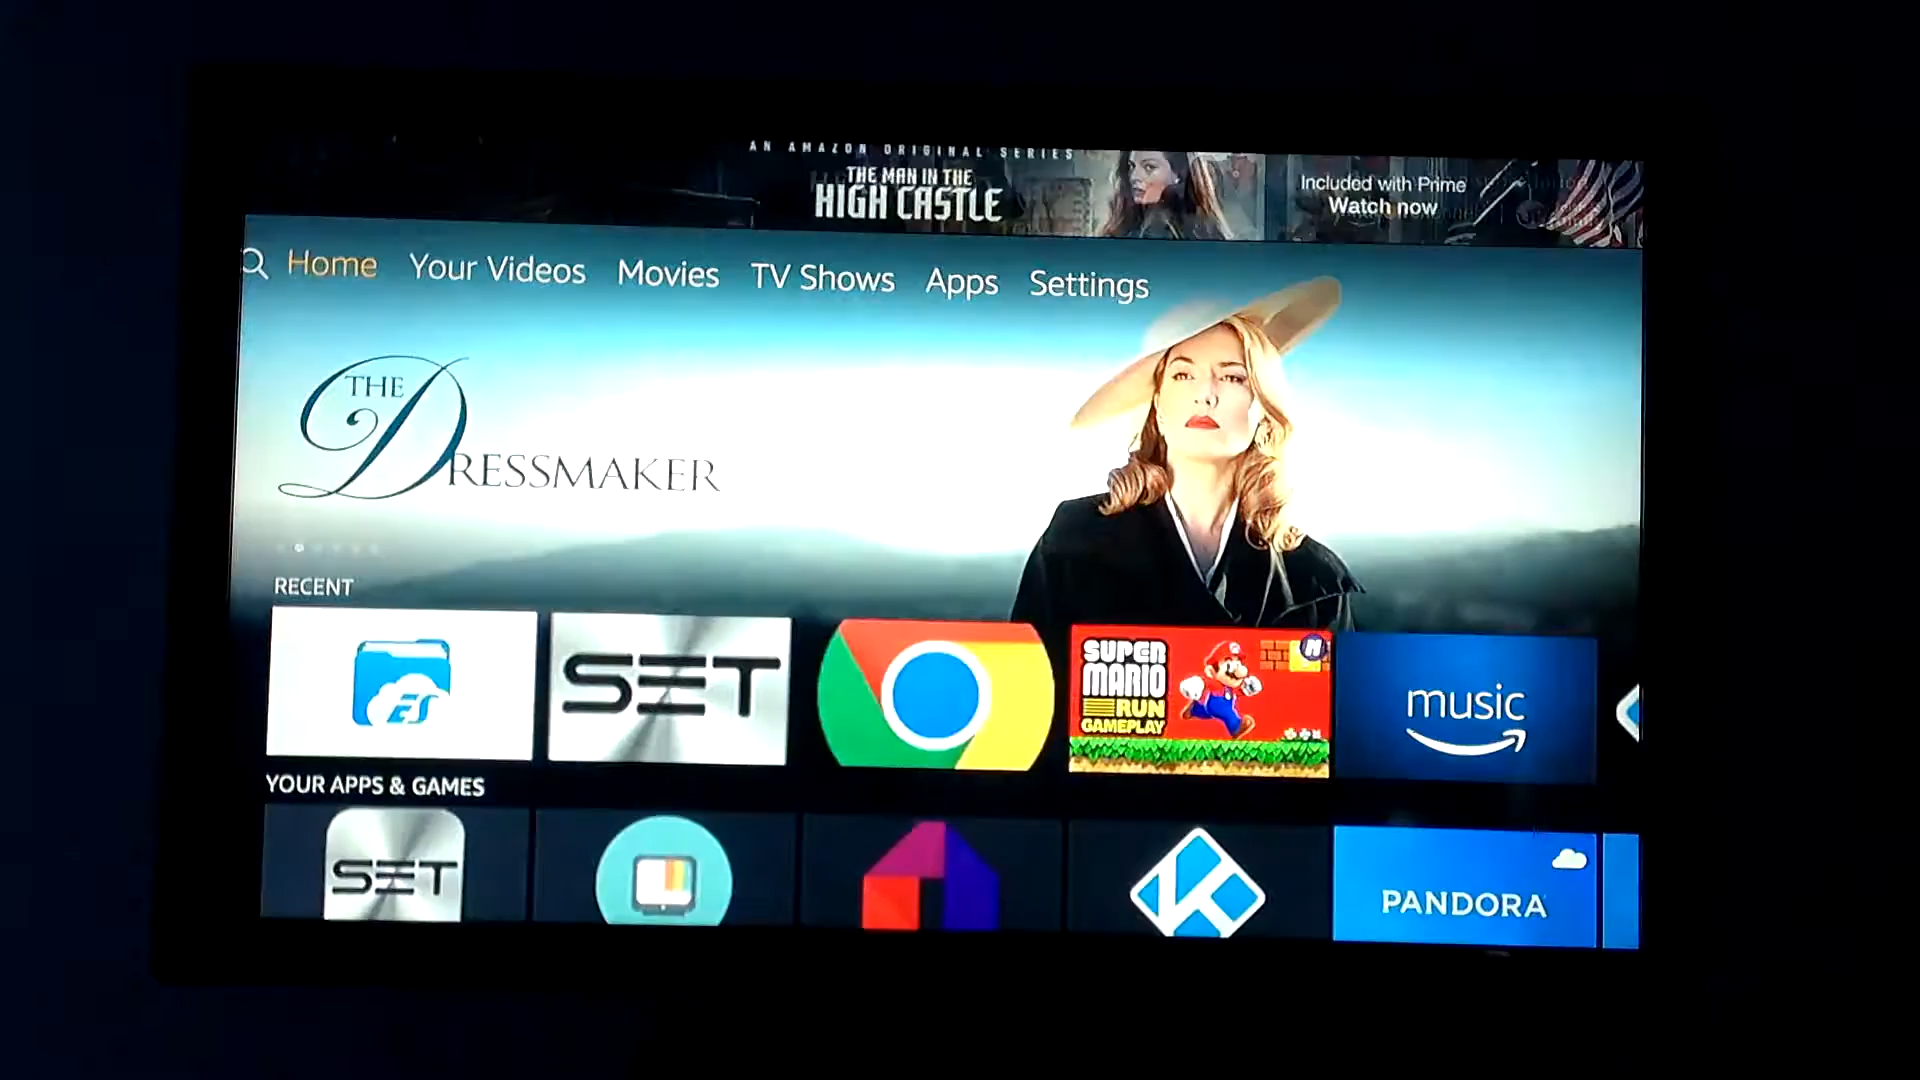 AN AMAZON ORIGINAL SERIES
THE MAN IN THE
HIGH CASTLE
Included with Prime
Watch now
Home Your Videos Movies TV Shows Apps Settings
THE
DRESSMAKER
RECENT
ES
SET
SUPER
MARIO
RUN
GAMEPLAY
N
music
YOUR APPS & GAMES
SET
PANDORA